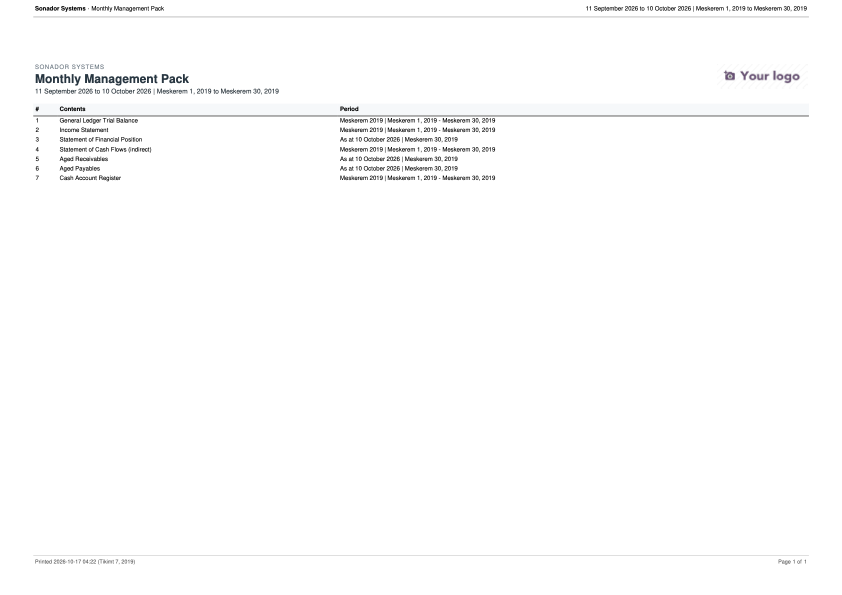 Sonador Systems - Monthly Management Pack 11 September 2026 to 10 October 2026 | Meskerem 1, 2019 to Meskerem 30, 2019
SONADOR SYSTEMS
Monthly Management Pack
11 September 2026 to 10 October 2026 | Meskerem 1, 2019 to Meskerem 30, 2019
Your logo
# Contents Period
1 General Ledger Trial Balance Meskerem 2019 | Meskerem 1, 2019 - Meskerem 30, 2019
2 Income Statement Meskerem 2019 | Meskerem 1, 2019 - Meskerem 30, 2019
3 Statement of Financial Position As at 10 October 2026 | Meskerem 30, 2019
4 Statement of Cash Flows (indirect) Meskerem 2019 | Meskerem 1, 2019 - Meskerem 30, 2019
5 Aged Receivables As at 10 October 2026 | Meskerem 30, 2019
6 Aged Payables As at 10 October 2026 | Meskerem 30, 2019
7 Cash Account Register Meskerem 2019 | Meskerem 1, 2019 - Meskerem 30, 2019
Printed 2026-10-17 04:22 (Tikimt 7, 2019) Page 1 of 1